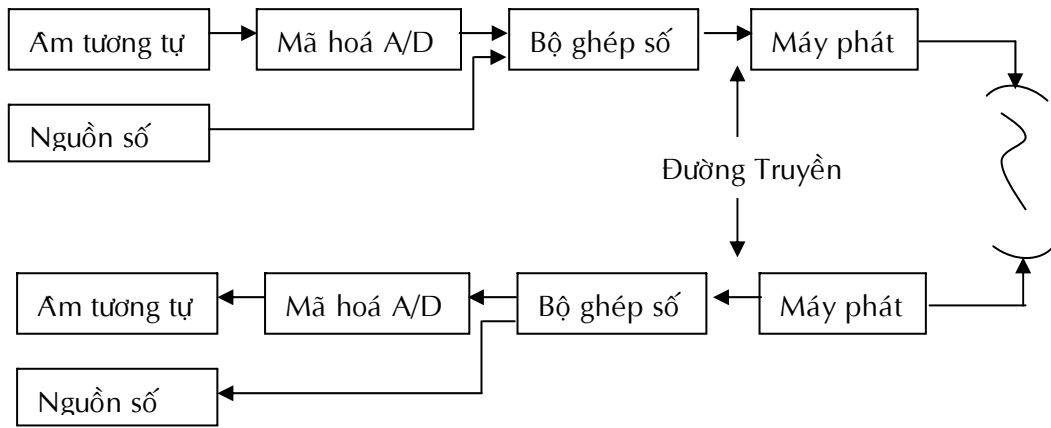 Âm tương tự
Mã hoá A/D
Bộ ghép số
Máy phát
Nguồn số
Đường Truyền
Âm tương tự
Mã hoá A/D
Bộ ghép số
Máy phát
Nguồn số